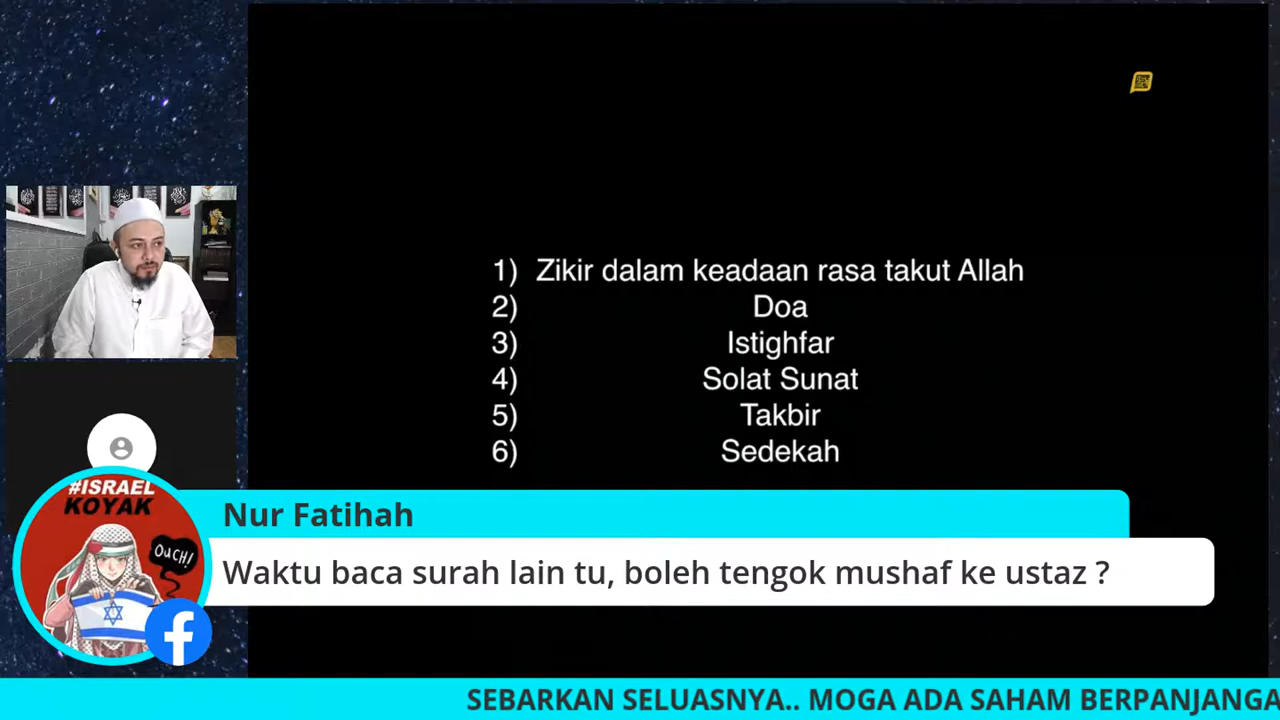 1) Zikir dalam keadaan rasa takut Allah
2) Doa
3) Istighfar
4) Solat Sunat
5) Takbir
6) Sedekah
#ISRAEL
KOYAK
OUCH!
Nur Fatihah
Waktu baca surah lain tu, boleh tengok mushaf ke ustaz ?
SEBARKAN SELUASNYA.. MOGA ADA SAHAM BERPANJANGA